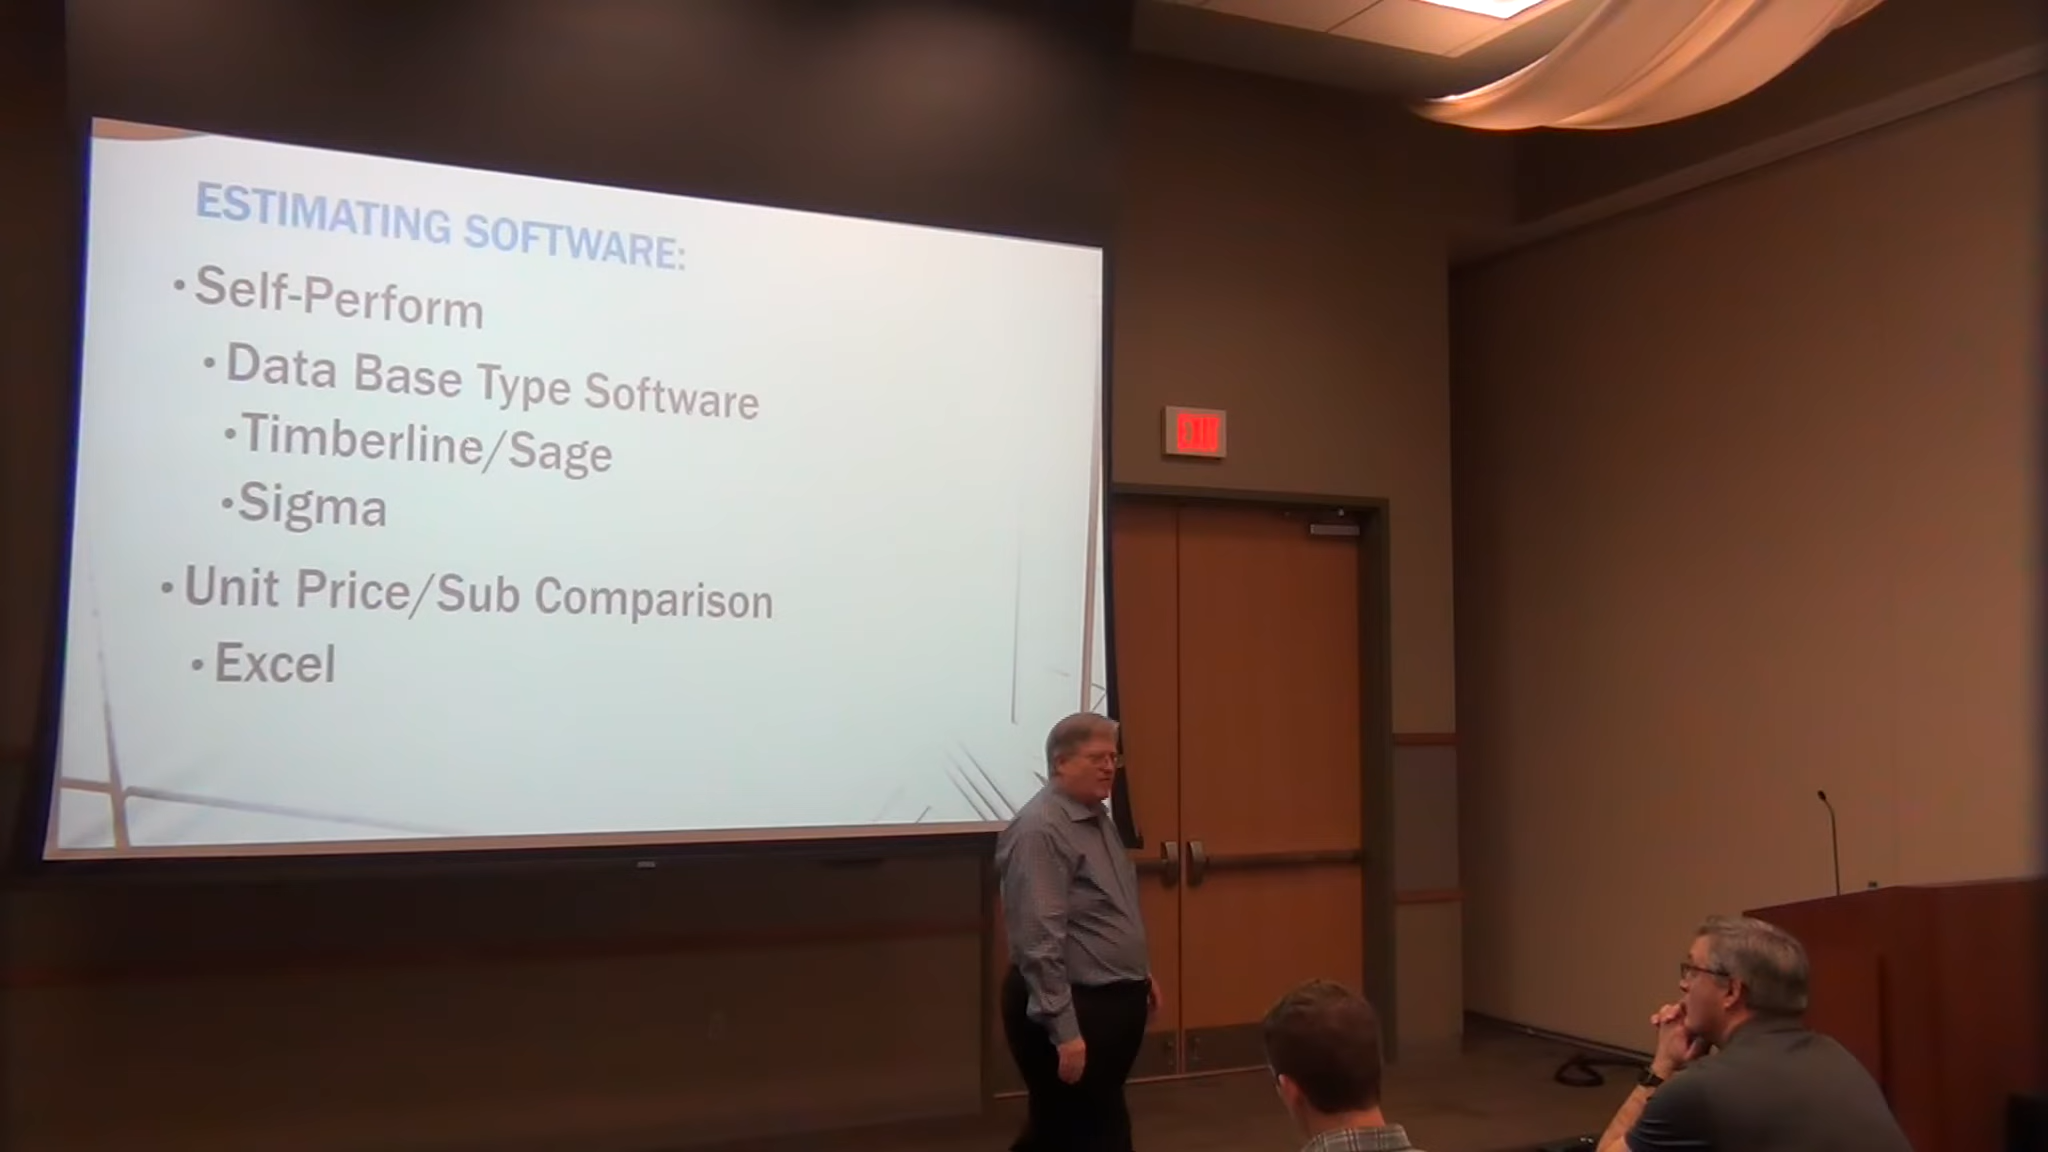 ESTIMATING SOFTWARE:
• Self-Perform
• Data Base Type Software
• Timberline/Sage
• Sigma
• Unit Price/Sub Comparison
• Excel
EXIT